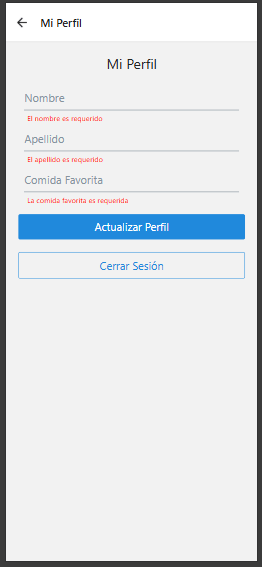 Mi Perfil
Mi Perfil
Nombre
El nombre es requerido
Apellido
El apellido es requerido
Comida Favorita
La comida favorita es requerida
Actualizar Perfil
Cerrar Sesión